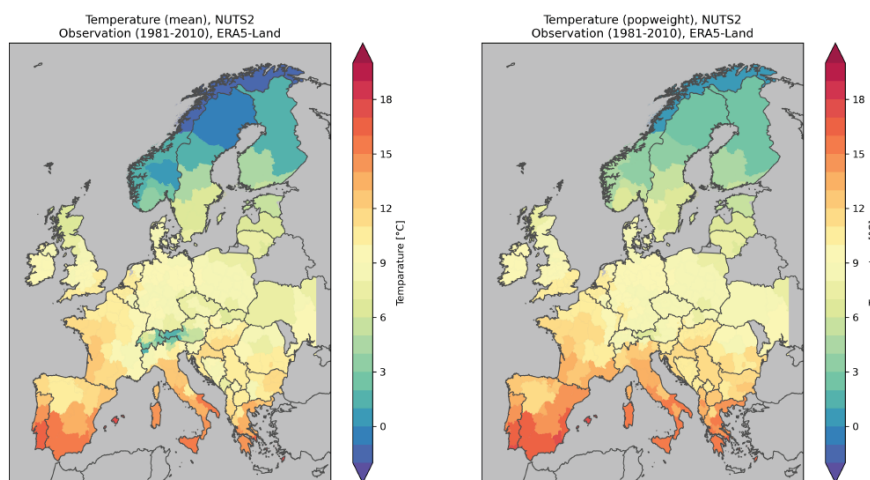 Temperature (mean), NUTS2
Observation (1981-2010), ERA5-Land
18
15
12
9
6
3
0
Temparature [°C]
Temperature (popweight), NUTS2
Observation (1981-2010), ERA5-Land
18
15
12
9
6
3
0